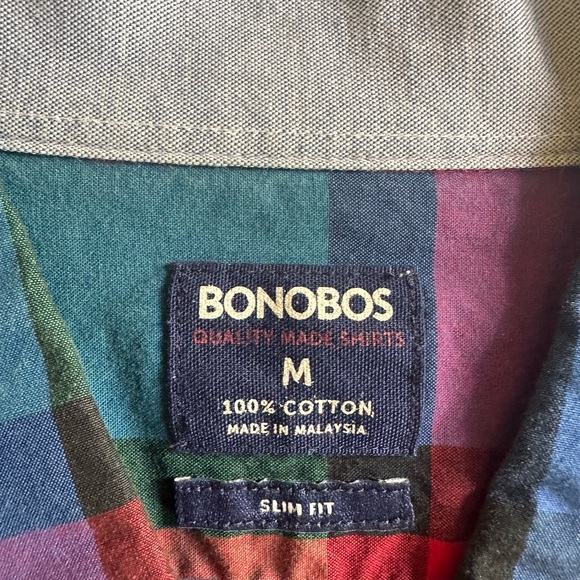 BONOBOS
QUALITY MADE SHIRTS
M
100% COTTON
MADE IN MALAYSIA
SLIM FIT